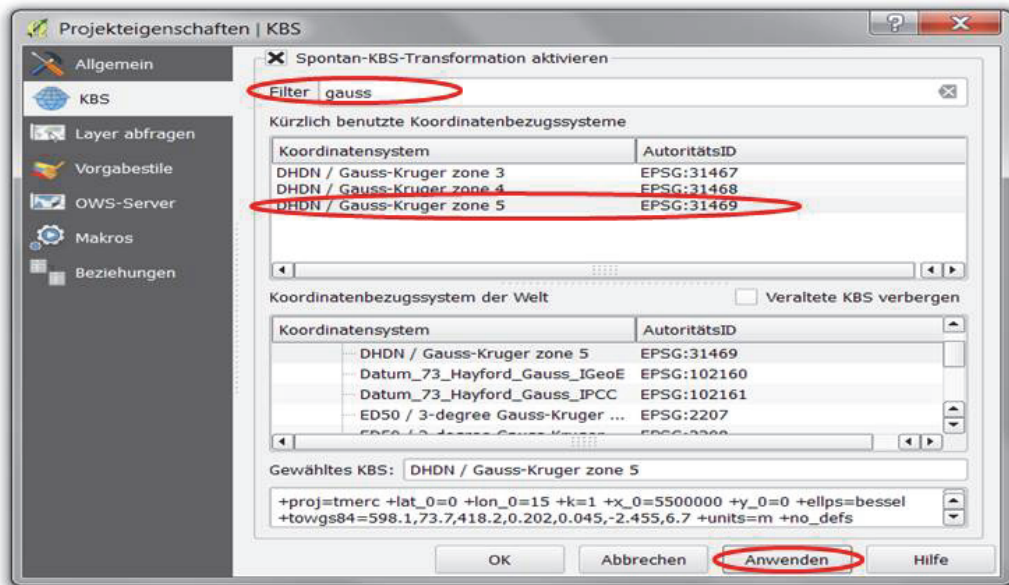 Projekteigenschaften | KBS
Allgemein
KBS
Layer abfragen
Vorgabestile
OWS-Server
Makros
Beziehungen
Spontan-KBS-Transformation aktivieren
Filter gauss
Kürzlich benutzte Koordinatenbezugssysteme
Koordinatensystem AutoritätsID
DHDN / Gauss-Kruger zone 3 EPSG:31467
DHDN / Gauss-Kruger zone 4 EPSG:31468
DHDN / Gauss-Kruger zone 5 EPSG:31469
Koordinatenbezugssystem der Welt Veraltete KBS verbergen
Koordinatensystem AutoritätsID
DHDN / Gauss-Kruger zone 5 EPSG:31469
Datum_73_Hayford_Gauss_IGeoE EPSG:102160
Datum_73_Hayford_Gauss_IPCC EPSG:102161
ED50 / 3-degree Gauss-Kruger ... EPSG:2207
Gewähltes KBS: DHDN / Gauss-Kruger zone 5
+proj=tmerc +lat_0=0 +lon_0=15 +k=1 +x_0=5500000 +y_0=0 +ellps=bessel
+towgs84=598.1,73.7,418.2,0.202,0.045,-2.455,6.7 +units=m +no_defs
OK Abbrechen Anwenden Hilfe